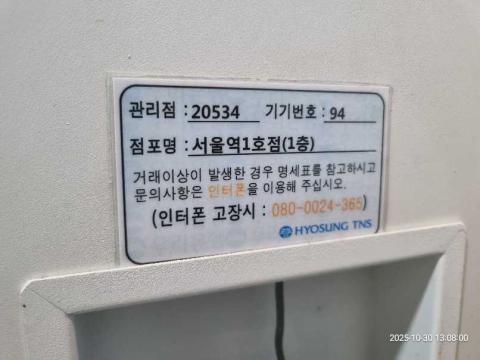 관리점 : 20534 기기번호 : 94
점포명 : 서울역1호점(1층)
거래이상이 발생한 경우 명세표를 참고하시고
문의사항은 인터폰을 이용해 주십시오.
(인터폰 고장시 : 080-0024-365)
HYOSUNG TNS
2025-10-30 13:08:00